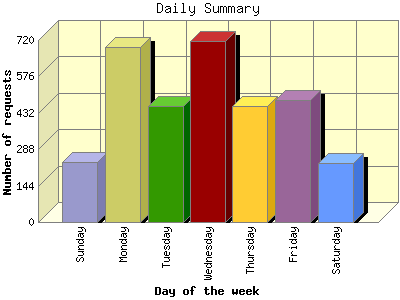 Daily Summary
Number of requests
720
576
432
288
144
0
Sunday
Monday
Tuesday
Wednesday
Thursday
Friday
Saturday
Day of the week